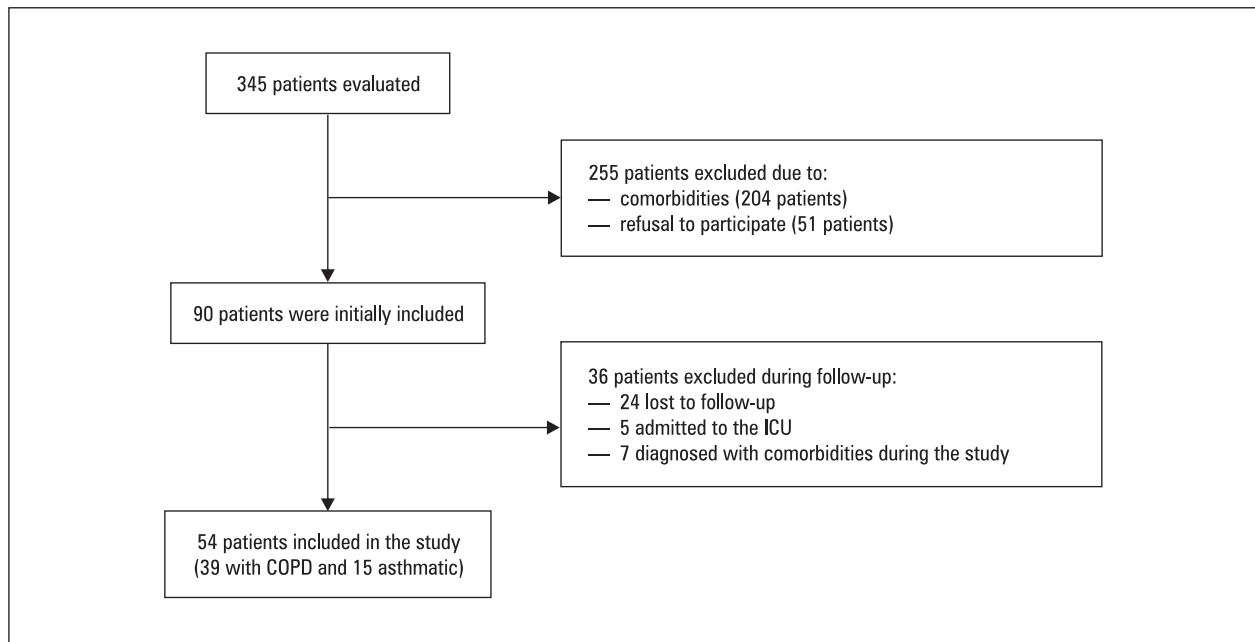 345 patients evaluated
255 patients excluded due to:
— comorbidities (204 patients)
— refusal to participate (51 patients)
90 patients were initially included
36 patients excluded during follow-up:
— 24 lost to follow-up
— 5 admitted to the ICU
— 7 diagnosed with comorbidities during the study
54 patients included in the study
(39 with COPD and 15 asthmatic)